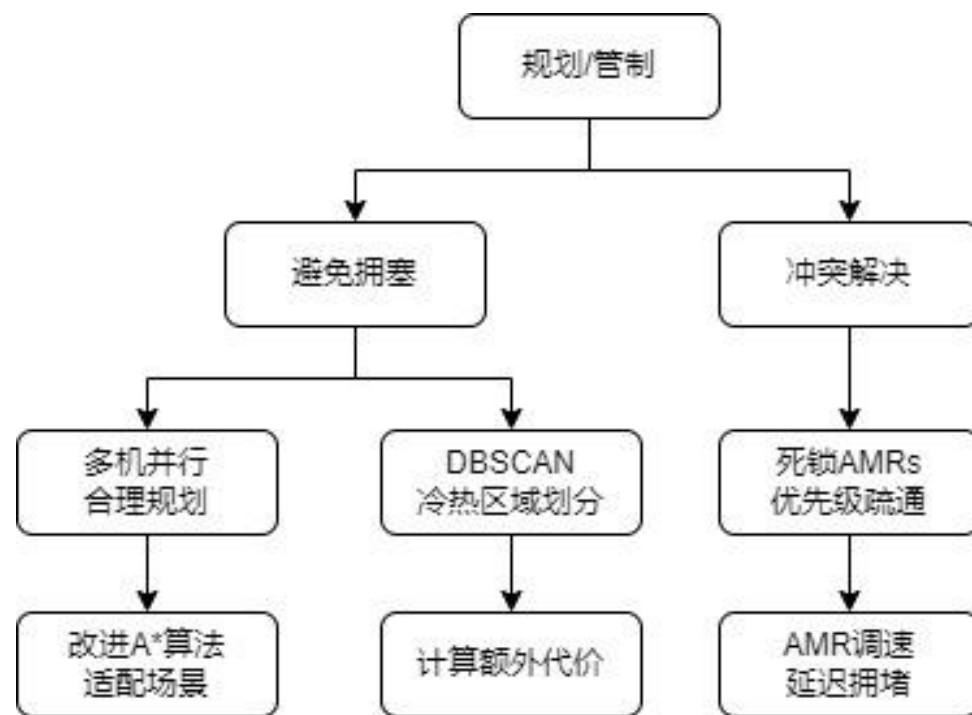 规划/管制
避免拥塞
冲突解决
多机并行
合理规划
DBSCAN
冷热区域划分
死锁AMRs
优先级疏通
改进A*算法
适配场景
计算额外代价
AMR调速
延迟拥堵